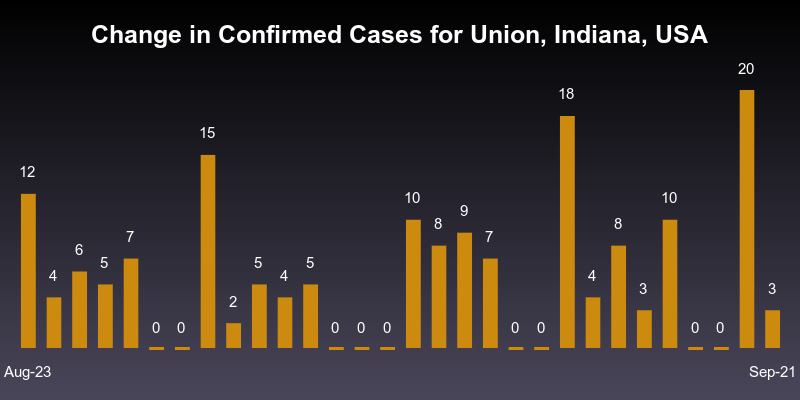 Change in Confirmed Cases for Union, Indiana, USA
12 4 6 5 7 0 0 15 2 5 4 5 0 0 0 10 8 9 7 0 0 18 4 8 3 10 0 0 20 3
Aug-23 Sep-21